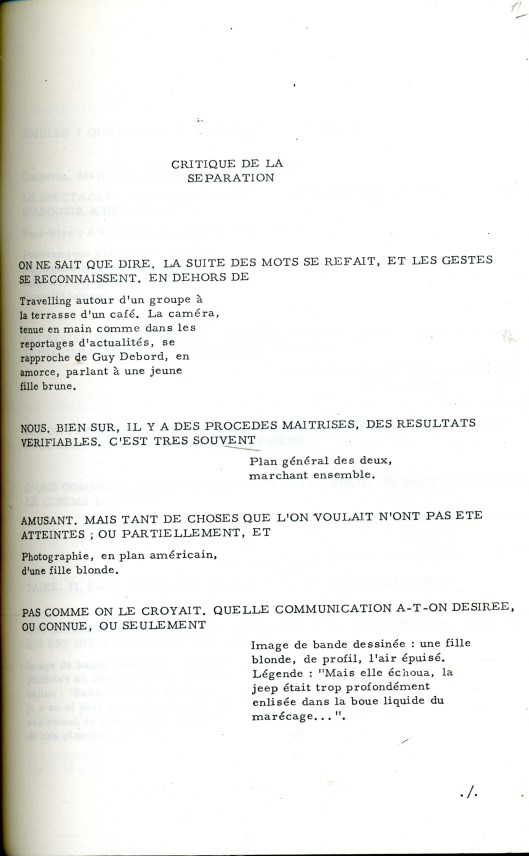 CRITIQUE DE LA
SEPARATION
ON NE SAIT QUE DIRE. LA SUITE DES MOTS SE REFAIT, ET LES GESTES
SE RECONNAISSENT. EN DEHORS DE
Travelling autour d'un groupe à
la terrasse d'un café. La caméra,
tenue en main comme dans les
reportages d'actualités, se
rapproche de Guy Debord, en
amorce, parlant à une jeune
fille brune.
NOUS. BIEN SUR, IL Y A DES PROCEDES MAITRISES, DES RESULTATS
VERIFIABLES. C'EST TRES SOUVENT
Plan général des deux,
marchant ensemble.
AMUSANT. MAIS TANT DE CHOSES QUE L'ON VOULAIT N'ONT PAS ETE
ATTEINTES ; OU PARTIELLEMENT, ET
Photographie, en plan américain,
d'une fille blonde.
PAS COMME ON LE CROYAIT. QUELLE COMMUNICATION A-T-ON DESIREE,
OU CONNUE, OU SEULEMENT
Image de bande dessinée : une fille
blonde, de profil, l'air épuisé.
Légende : "Mais elle échoua, la
jeep était trop profondément
enlisée dans la boue liquide du
marécage...".
./.